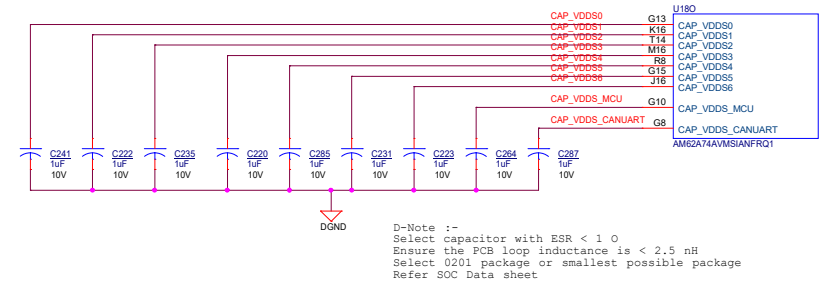 U18O
CAP_VDDS0 G13 CAP_VDDS0
CAP_VDDS1 K16 CAP_VDDS1
CAP_VDDS2 T14 CAP_VDDS2
CAP_VDDS3 M16 CAP_VDDS3
CAP_VDDS4 R8 CAP_VDDS4
CAP_VDDS5 G15 CAP_VDDS5
CAP_VDDS6 J16 CAP_VDDS6
CAP_VDDS_MCU G10 CAP_VDDS_MCU
CAP_VDDS_CANUART G8 CAP_VDDS_CANUART
AM62A74AVMSIANFRQ1
C241 C222 C235 C220 C285 C231 C223 C264 C287
1uF 1uF 1uF 1uF 1uF 1uF 1uF 1uF 1uF
10V 10V 10V 10V 10V 10V 10V 10V 10V
DGND
D-Note :-
Select capacitor with ESR < 1 O
Ensure the PCB loop inductance is < 2.5 nH
Select 0201 package or smallest possible package
Refer SOC Data sheet